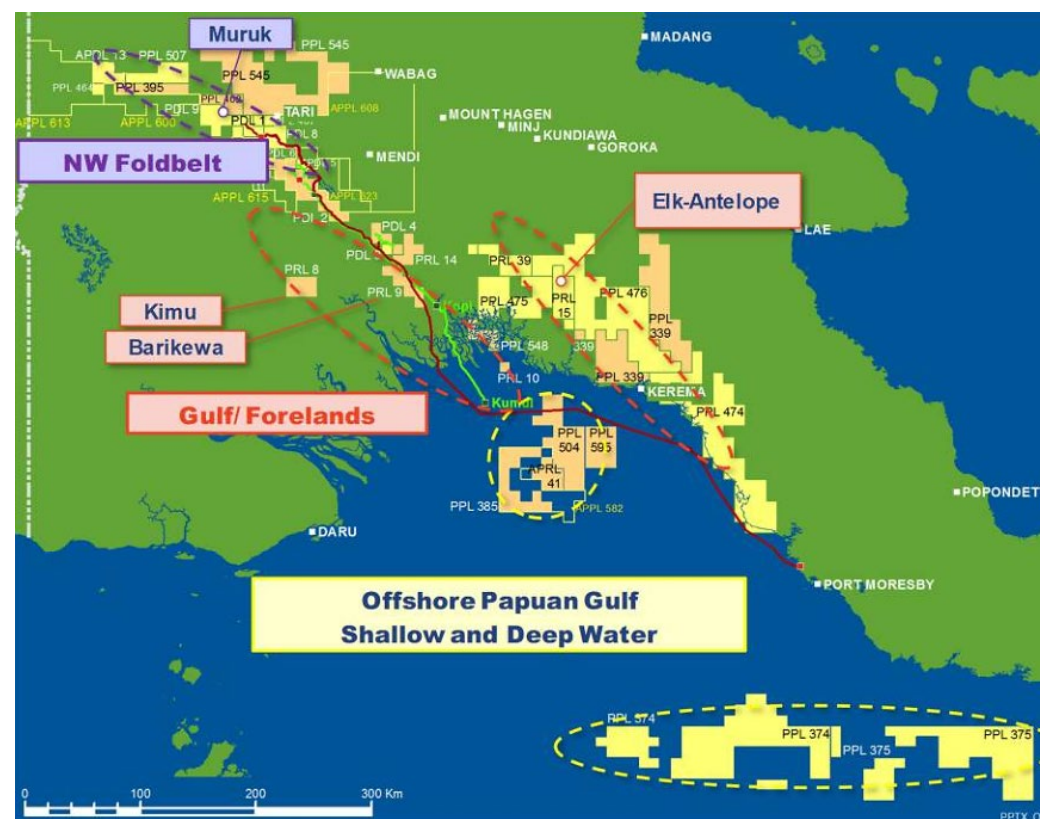 Muruk
MADANG
APDL 13
PPL 507
PPL 545
PPL 545
WABAG
PPL 464
PPL 395
PDL 9
TARI
APPL 608
APPL 613
APPL 600
PDL 1
PDL 8
MOUNT HAGEN
MINJ
KUNDIAWA
GOROKA
MENDI
NW Foldbelt
APPL 615
Elk-Antelope
PDL 2
PDL 4
LAE
PRL 14
PRL 39
PRL 8
PRL 9
PPL 475
PRL
15
PPL 476
Kimu
Kopi
PPL
339
Barikewa
PPL 548
339
PRL 10
PPL 339
KEREMA
Gulf/ Forelands
Kumul
PPL 474
PPL
504
PPL
595
APRL
41
PPL 385
APPL 582
POPONDET
DARU
PORT MORESBY
Offshore Papuan Gulf
Shallow and Deep Water
PPL 374
PPL 374
PPL 375
PPL 375
0
100
200
300 Km